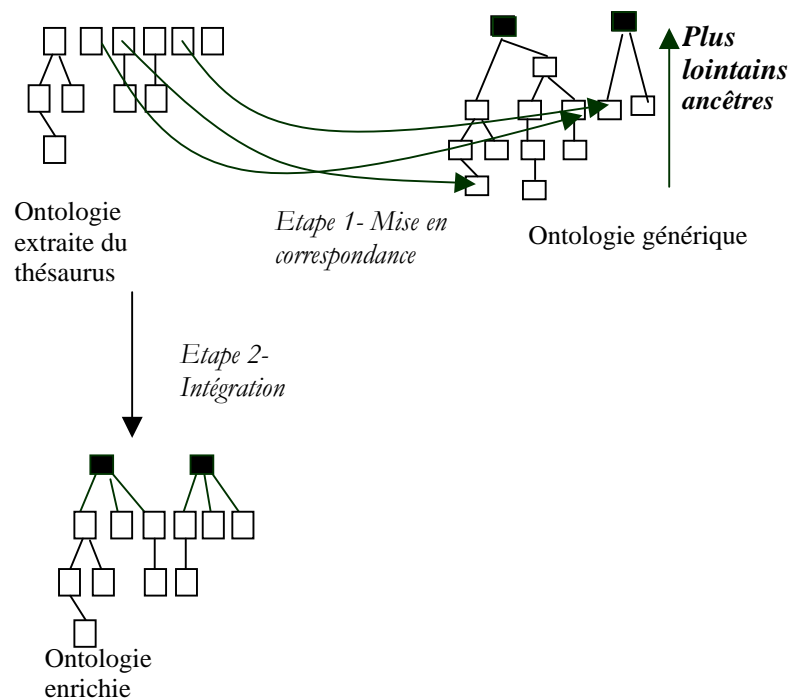 Plus
lointains
ancêtres
Ontologie
extraite du
thésaurus
Etape 1- Mise en
correspondance
Ontologie générique
Etape 2-
Intégration
Ontologie
enrichie